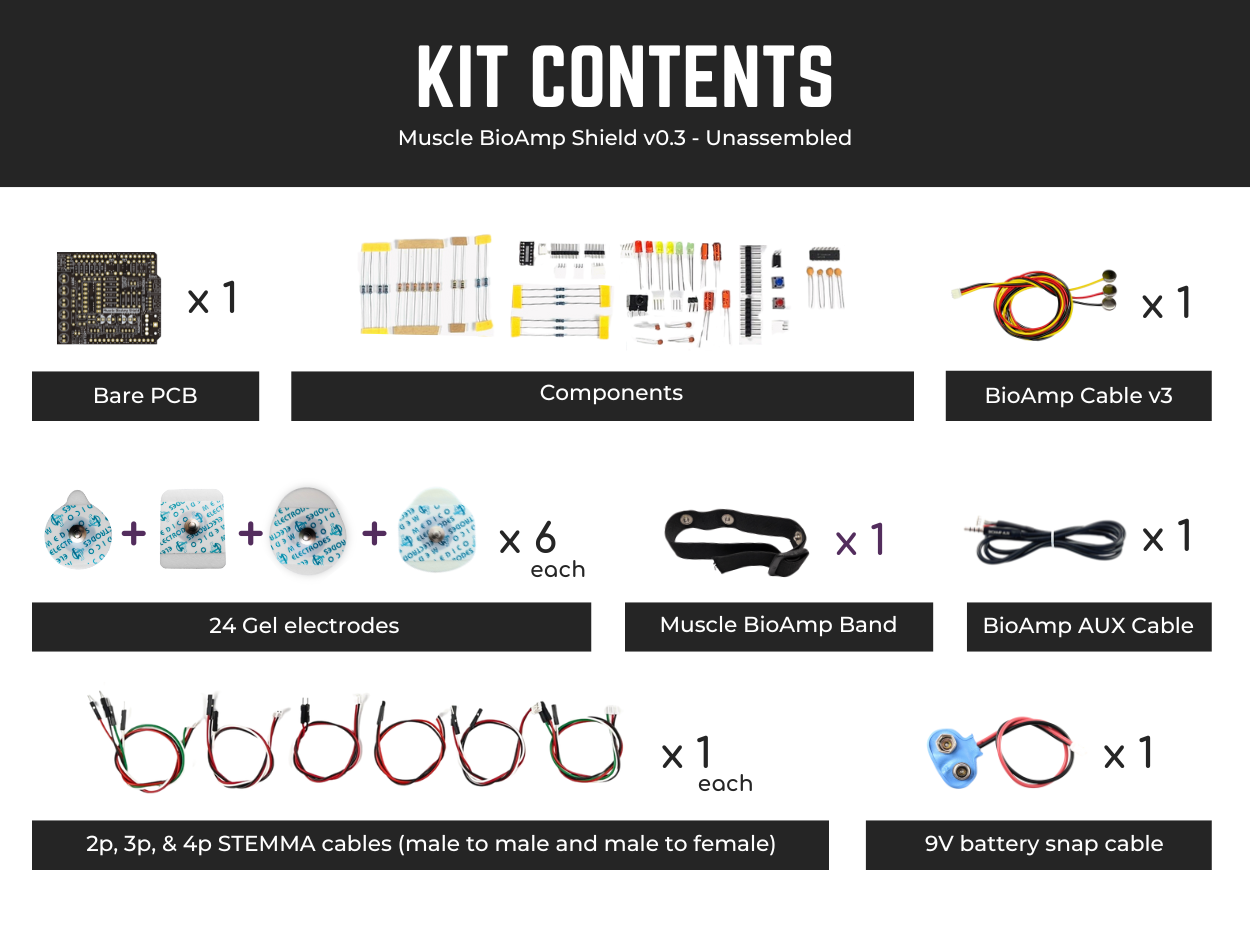 KIT CONTENTS
Muscle BioAmp Shield v0.3 - Unassembled
x 1
x 1
Bare PCB
Components
BioAmp Cable v3
+
+
+
x 6
each
x 1
x 1
24 Gel electrodes
Muscle BioAmp Band
BioAmp AUX Cable
x 1
each
x 1
2p, 3p, & 4p STEMMA cables (male to male and male to female)
9V battery snap cable